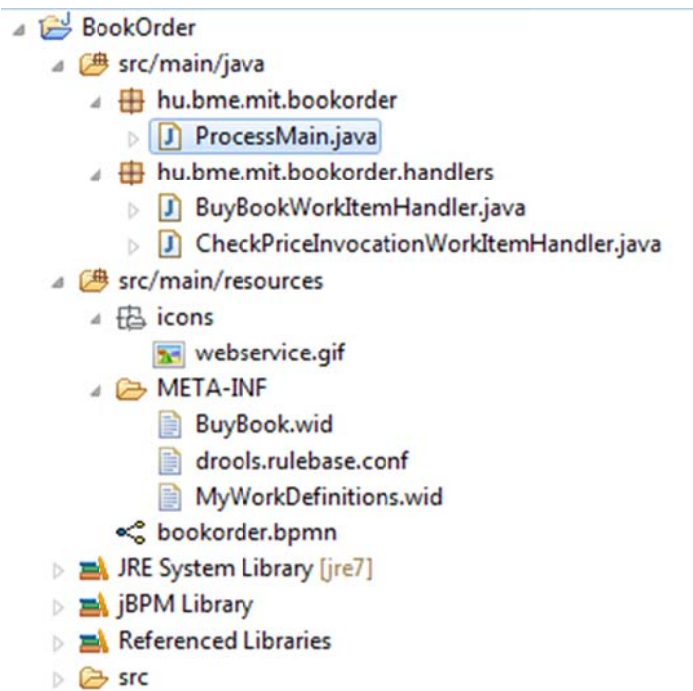 BookOrder
src/main/java
hu.bme.mit.bookorder
ProcessMain.java
hu.bme.mit.bookorder.handlers
BuyBookWorkItemHandler.java
CheckPriceInvocationWorkItemHandler.java
src/main/resources
icons
webservice.gif
META-INF
BuyBook.wid
drools.rulebase.conf
MyWorkDefinitions.wid
bookorder.bpmn
JRE System Library [jre7]
jBPM Library
Referenced Libraries
src